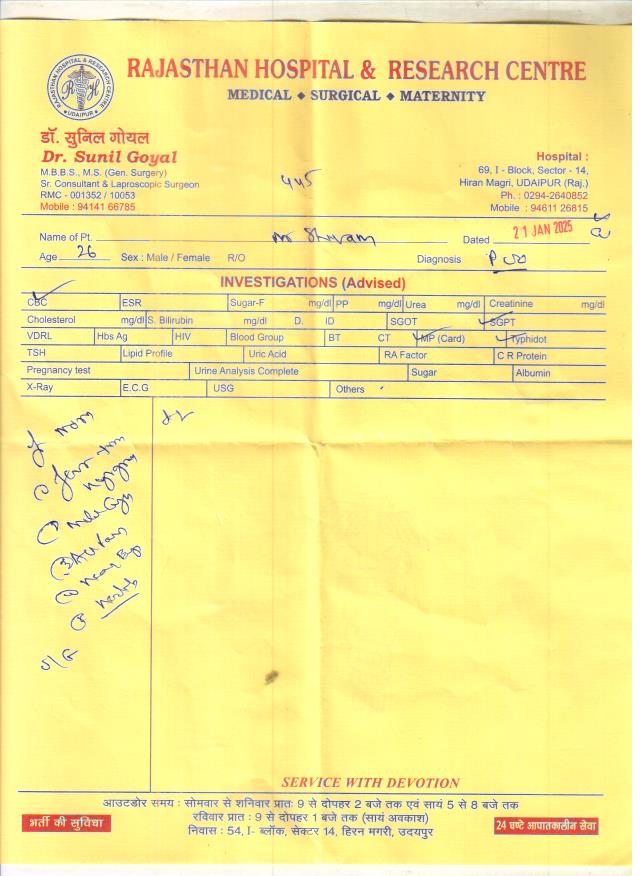 RAJASTHAN HOSPITAL & RESEARCH CENTRE
UDAIPUR
RAJASTHAN HOSPITAL & RESEARCH CENTRE
MEDICAL ◆ SURGICAL ◆ MATERNITY
डॉ. सुनिल गोयल
Dr. Sunil Goyal
M.B.B.S., M.S. (Gen. Surgery)
Sr. Consultant & Laproscopic Surgeon
RMC - 001352 / 10053
Mobile : 94141 66785
445
Hospital :
69, I - Block, Sector - 14,
Hiran Magri, UDAIPUR (Raj.)
Ph. : 0294-2640852
Mobile : 94611 26815
Name of Pt. Mr Shivam Dated 21 JAN 2025
Age 26 Sex : Male / Female R/O Diagnosis
INVESTIGATIONS (Advised)
CBC ESR Sugar-F mg/dl PP mg/dl Urea mg/dl Creatinine mg/dl
Cholesterol mg/dl S. Bilirubin mg/dl D. ID SGOT SGPT
VDRL Hbs Ag HIV Blood Group BT CT MP (Card) Typhidot
TSH Lipid Profile Uric Acid RA Factor C R Protein
Pregnancy test Urine Analysis Complete Sugar Albumin
X-Ray E.C.G USG Others
SERVICE WITH DEVOTION
आउटडोर समय : सोमवार से शनिवार प्रातः 9 से दोपहर 2 बजे तक एवं सायं 5 से 8 बजे तक
भर्ती की सुविधा रविवार प्रातः 9 से दोपहर 1 बजे तक (सायं अवकाश) 24 घण्टे आपातकालीन सेवा
निवास : 54, I- ब्लॉक, सेक्टर 14, हिरन मगरी, उदयपुर